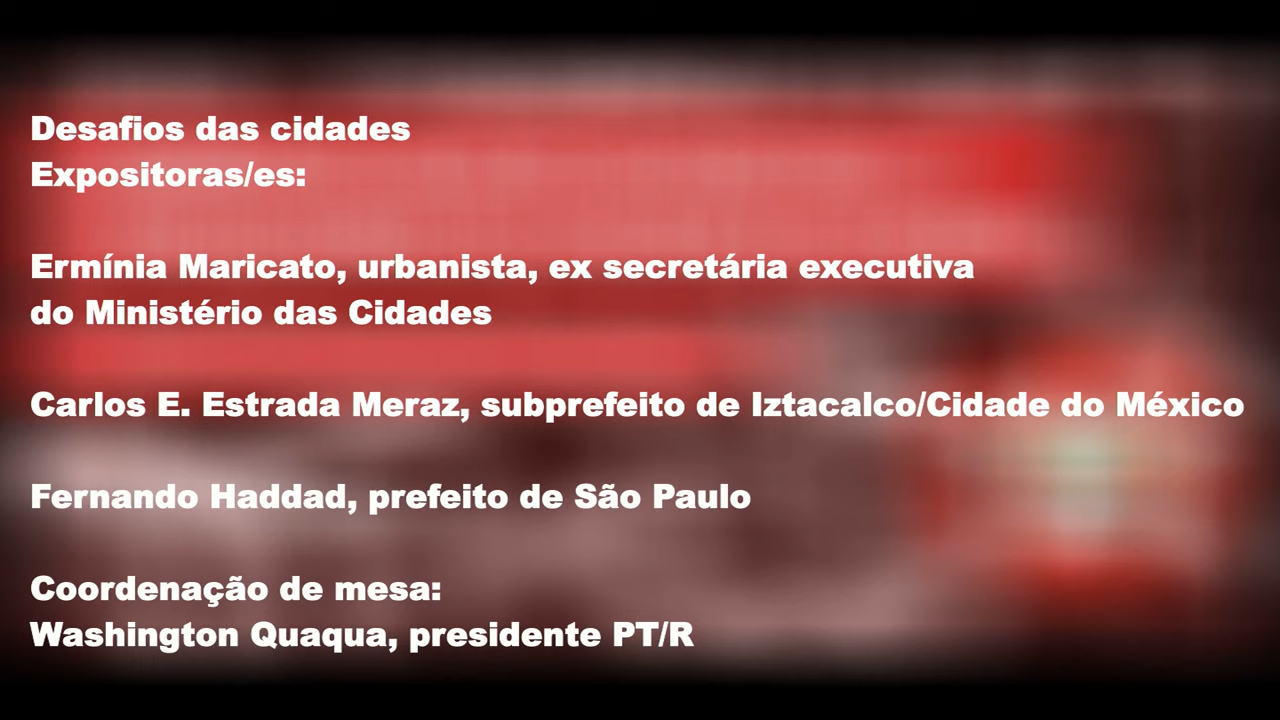 Desafios das cidades
Expositoras/es:
Ermínia Maricato, urbanista, ex secretária executiva
do Ministério das Cidades
Carlos E. Estrada Meraz, subprefeito de Iztacalco/Cidade do México
Fernando Haddad, prefeito de São Paulo
Coordenação de mesa:
Washington Quaqua, presidente PT/R